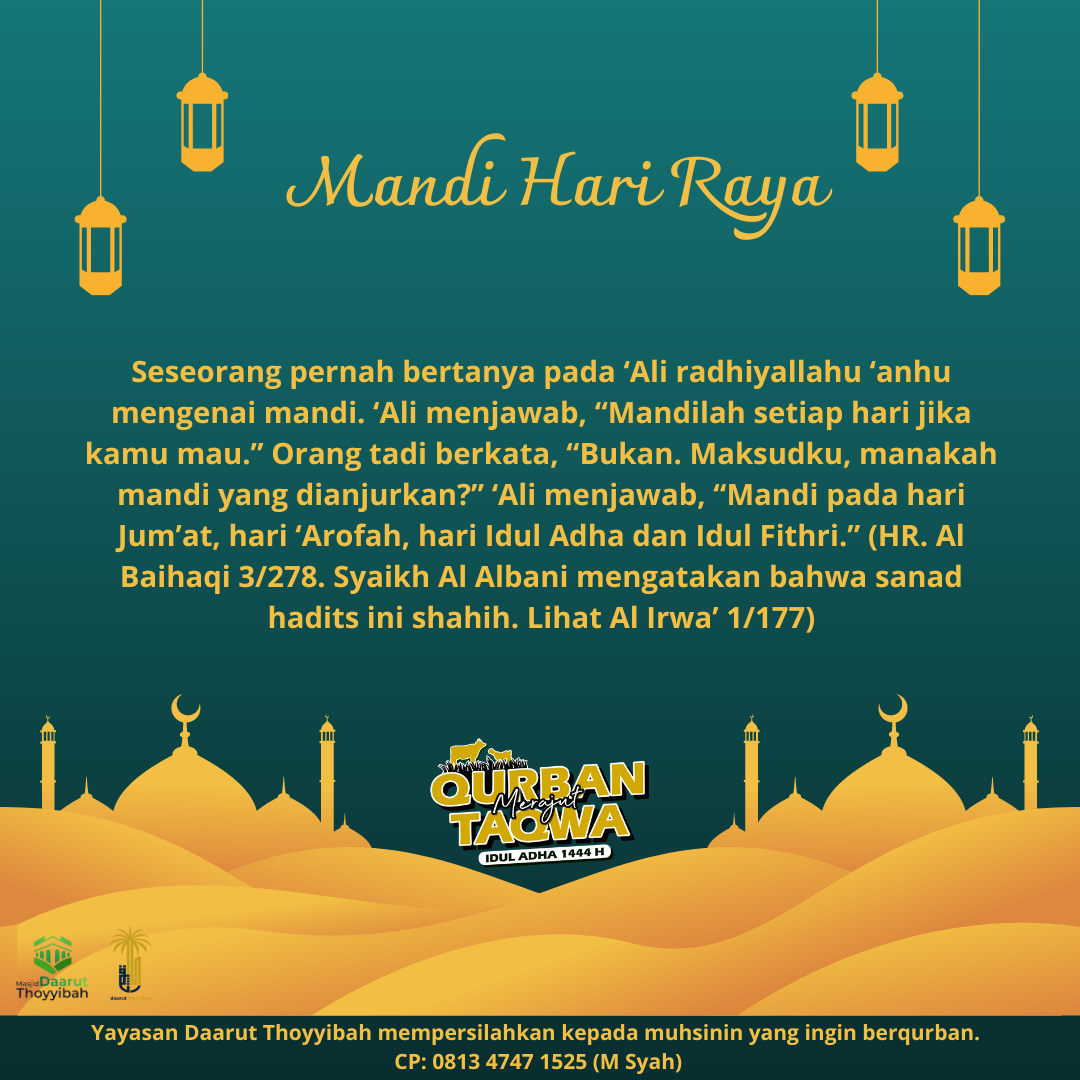 Mandi Hari Raya
Seseorang pernah bertanya pada ‘Ali radhiyallahu ‘anhu
mengenai mandi. ‘Ali menjawab, “Mandilah setiap hari jika
kamu mau.” Orang tadi berkata, “Bukan. Maksudku, manakah
mandi yang dianjurkan?” ‘Ali menjawab, “Mandi pada hari
Jum’at, hari ‘Arofah, hari Idul Adha dan Idul Fithri.” (HR. Al
Baihaqi 3/278. Syaikh Al Albani mengatakan bahwa sanad
hadits ini shahih. Lihat Al Irwa’ 1/177)
QURBAN
Merajut
TAQWA
IDUL ADHA 1444 H
Masjid Daarut
Thoyyibah
daarut thoyyibah
Yayasan Daarut Thoyyibah mempersilahkan kepada muhsinin yang ingin berqurban.
CP: 0813 4747 1525 (M Syah)